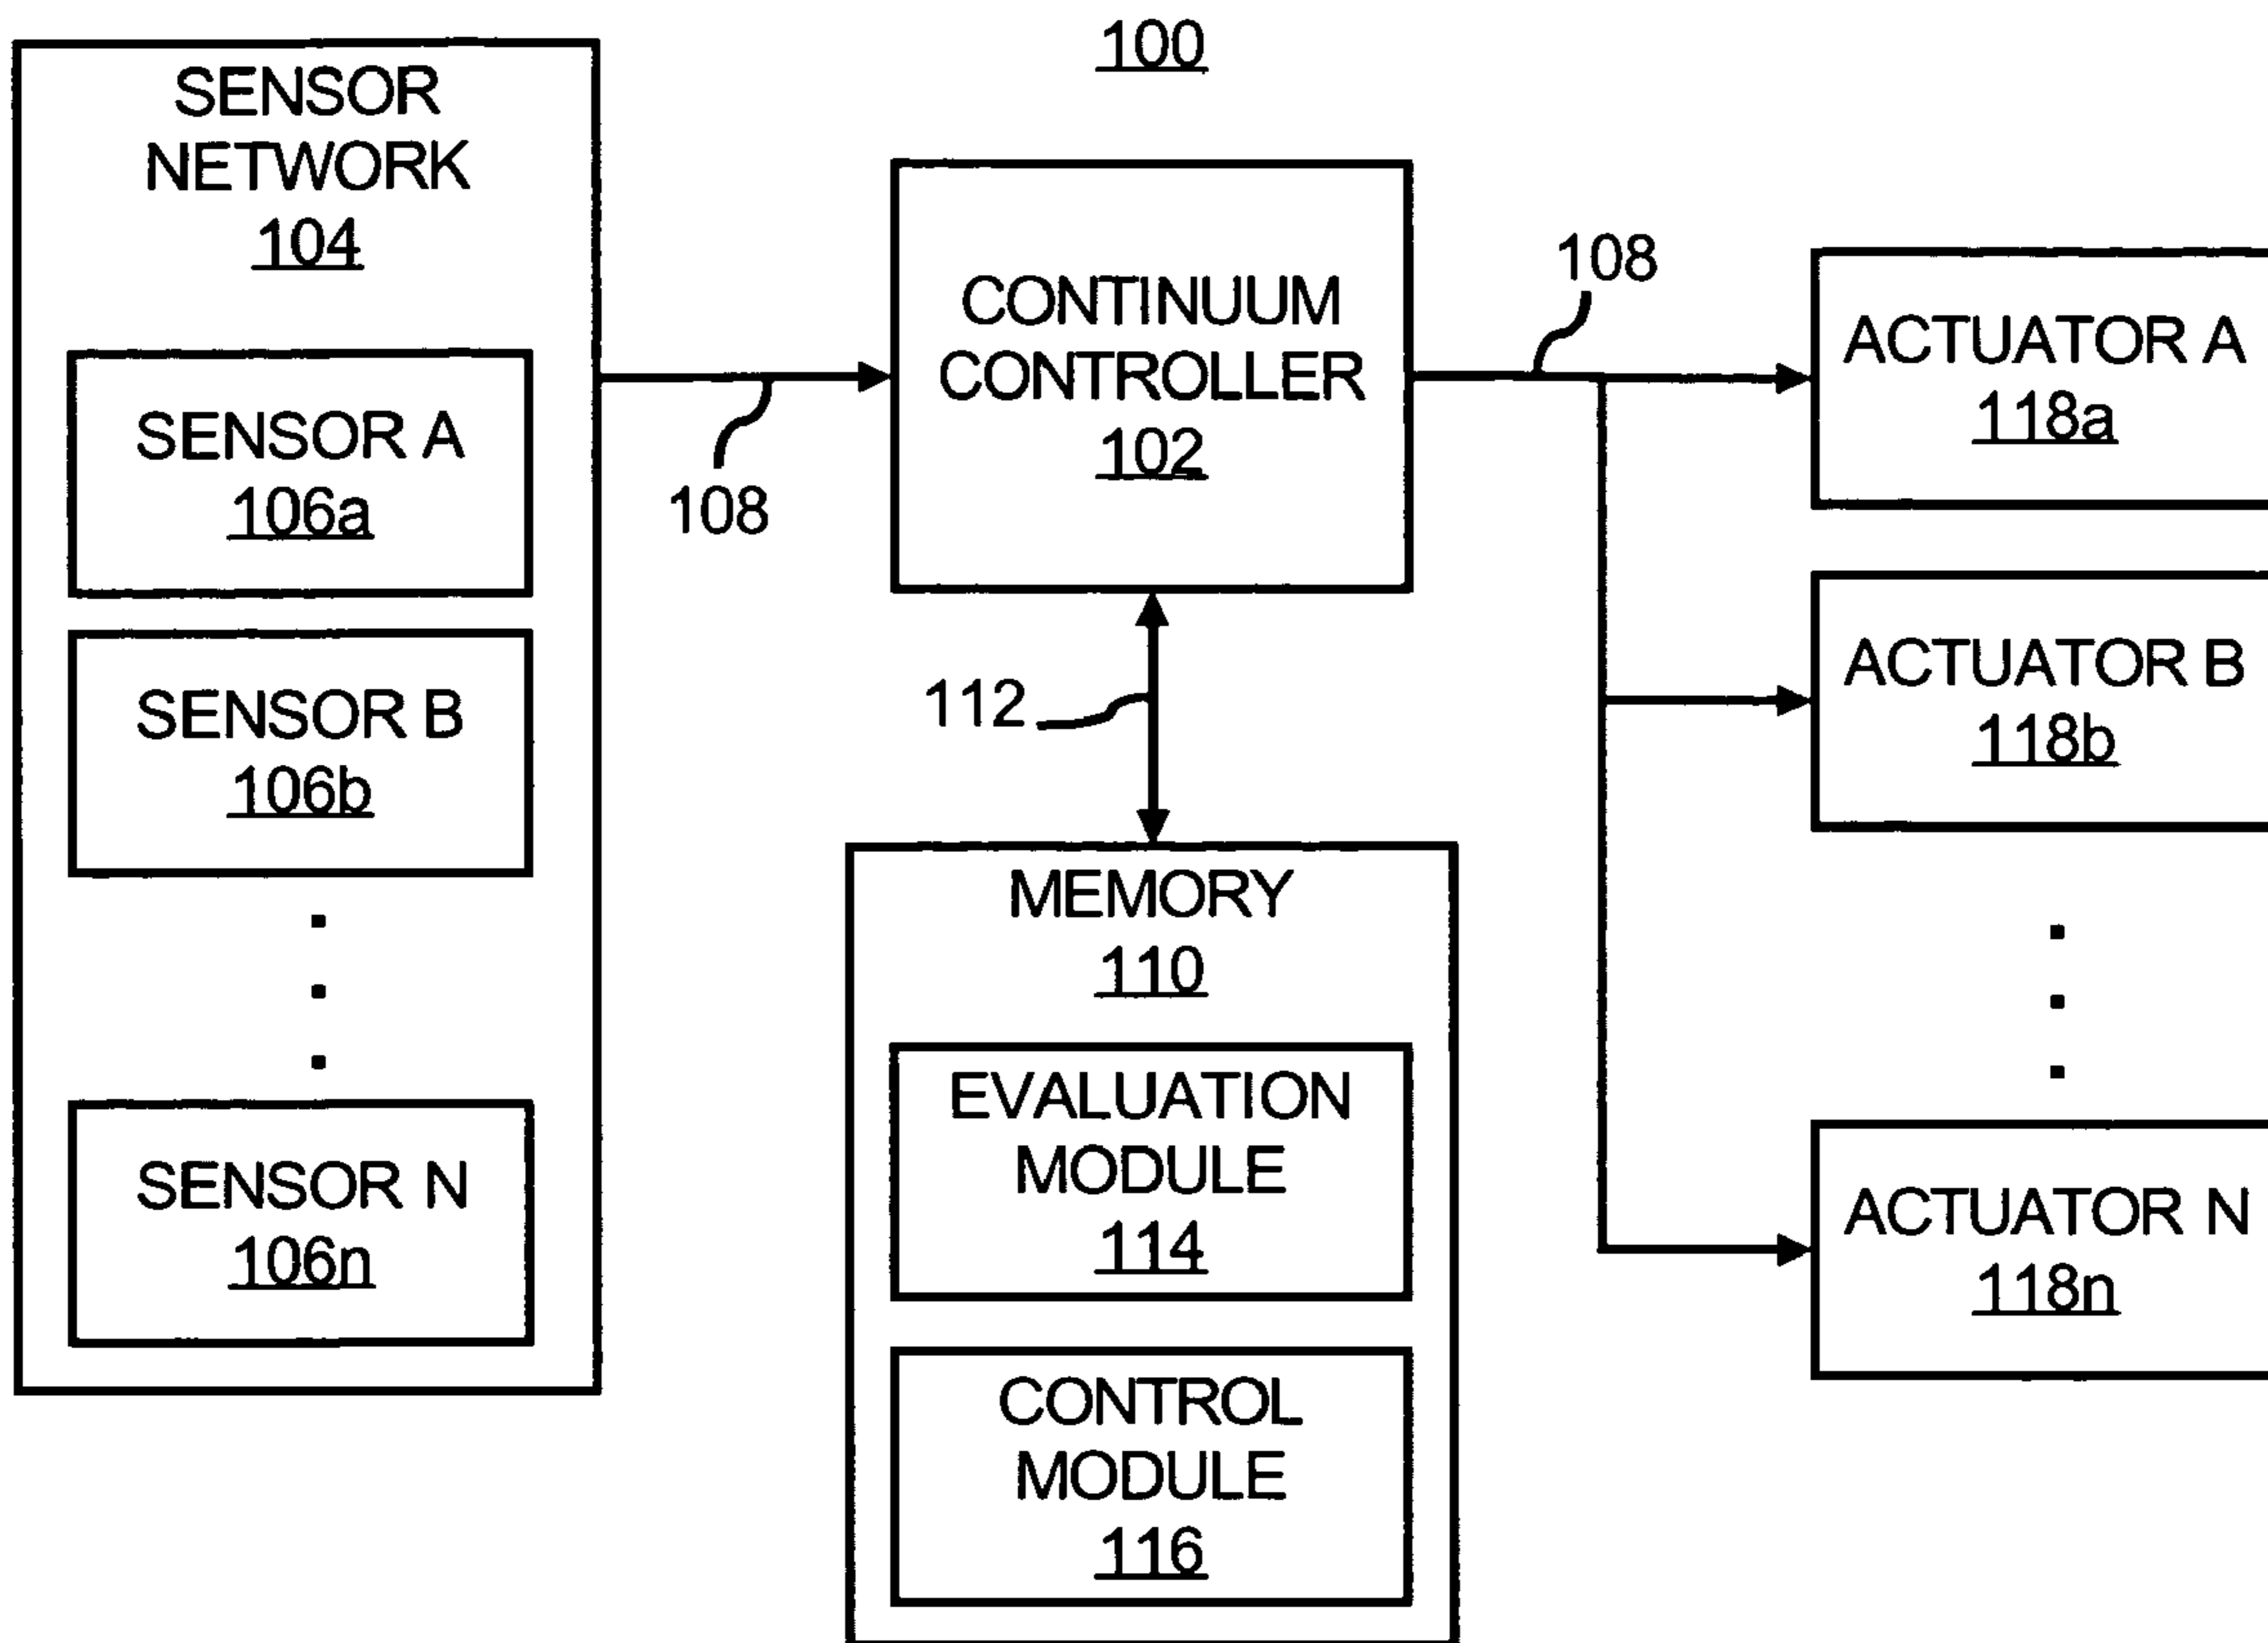 100
SENSOR
NETWORK
104
SENSOR A
106a
SENSOR B
106b
SENSOR N
106n
108
CONTINUUM
CONTROLLER
102
112
MEMORY
110
EVALUATION
MODULE
114
CONTROL
MODULE
116
108
ACTUATOR A
118a
ACTUATOR B
118b
ACTUATOR N
118n